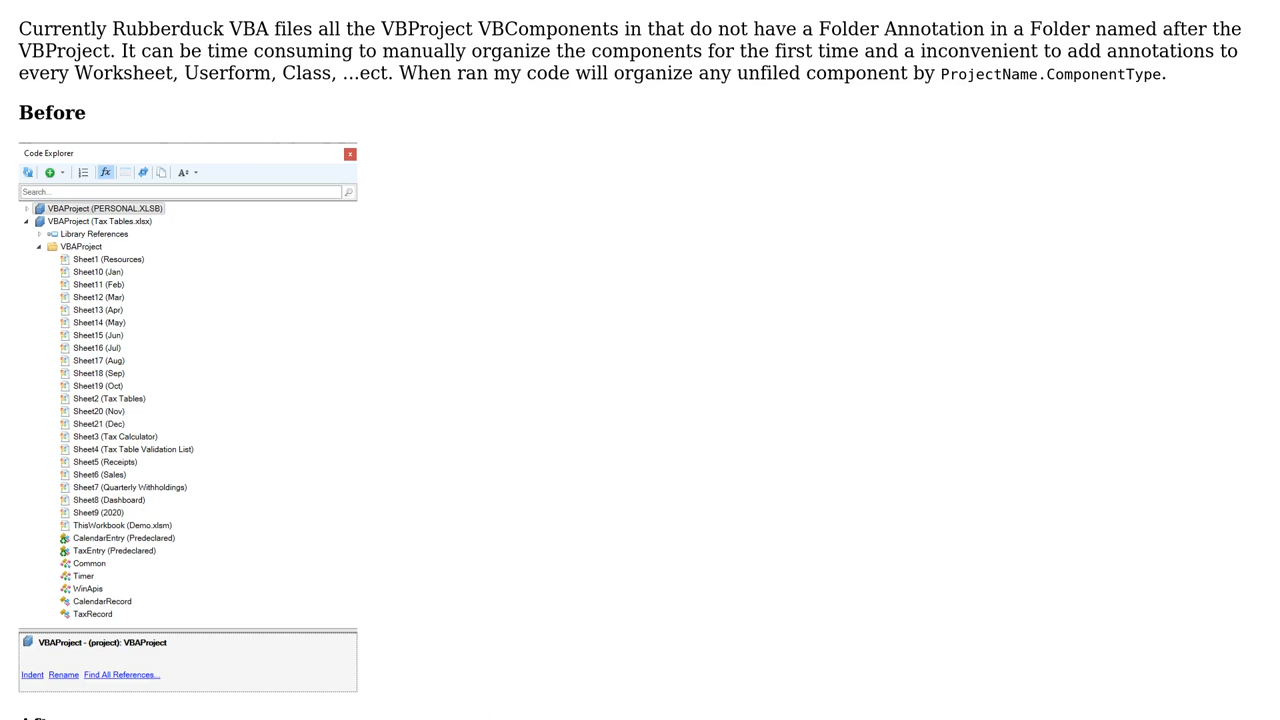 Currently Rubberduck VBA files all the VBProject VBComponents in that do not have a Folder Annotation in a Folder named after the
VBProject. It can be time consuming to manually organize the components for the first time and a inconvenient to add annotations to
every Worksheet, Userform, Class, ...ect. When ran my code will organize any unfiled component by ProjectName.ComponentType.
Before
Code Explorer
x
fx
A
Search...
VBAProject (PERSONAL.XLSB)
VBAProject (Tax Tables.xlsx)
Library References
VBAProject
Sheet1 (Resources)
Sheet10 (Jan)
Sheet11 (Feb)
Sheet12 (Mar)
Sheet13 (Apr)
Sheet14 (May)
Sheet15 (Jun)
Sheet16 (Jul)
Sheet17 (Aug)
Sheet18 (Sep)
Sheet19 (Oct)
Sheet2 (Tax Tables)
Sheet20 (Nov)
Sheet21 (Dec)
Sheet3 (Tax Calculator)
Sheet4 (Tax Table Validation List)
Sheet5 (Receipts)
Sheet6 (Sales)
Sheet7 (Quarterly Withholdings)
Sheet8 (Dashboard)
Sheet9 (2020)
ThisWorkbook (Demo.xlsm)
CalendarEntry (Predeclared)
TaxEntry (Predeclared)
Common
Timer
WinApis
CalendarRecord
TaxRecord
VBAProject - (project): VBAProject
Indent Rename Find All References...